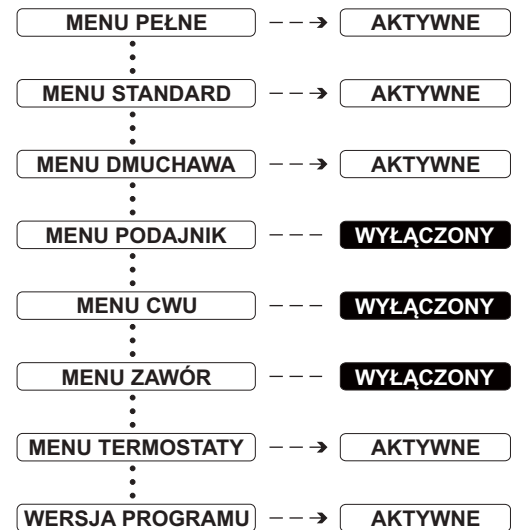 MENU PEŁNE AKTYWNE
MENU STANDARD AKTYWNE
MENU DMUCHAWA AKTYWNE
MENU PODAJNIK WYŁĄCZONY
MENU CWU WYŁĄCZONY
MENU ZAWÓR WYŁĄCZONY
MENU TERMOSTATY AKTYWNE
WERSJA PROGRAMU AKTYWNE